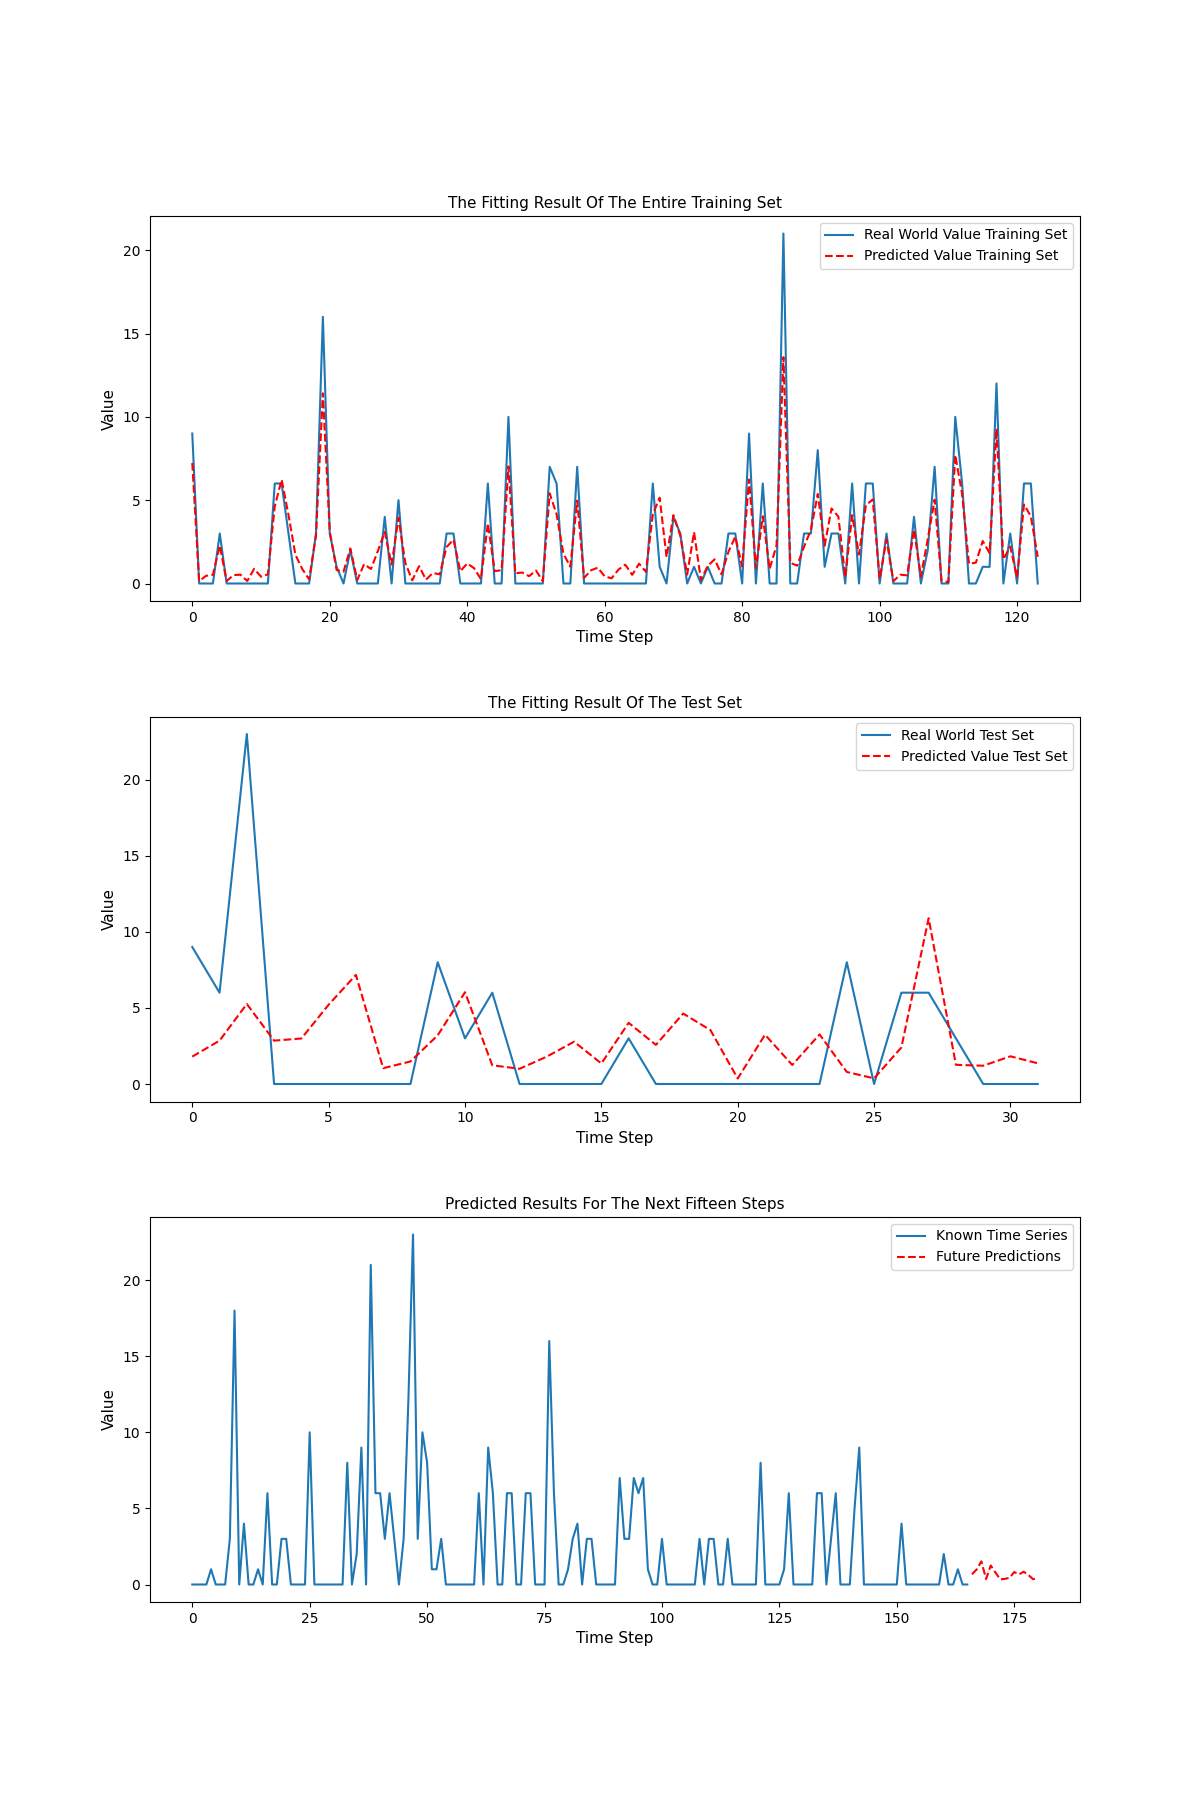 The Fitting Result Of The Entire Training Set
Real World Value Training Set
Predicted Value Training Set
Value
20
15
10
5
0
0 20 40 60 80 100 120
Time Step
The Fitting Result Of The Test Set
Real World Test Set
Predicted Value Test Set
Value
20
15
10
5
0
0 5 10 15 20 25 30
Time Step
Predicted Results For The Next Fifteen Steps
Known Time Series
Future Predictions
Value
20
15
10
5
0
0 25 50 75 100 125 150 175
Time Step